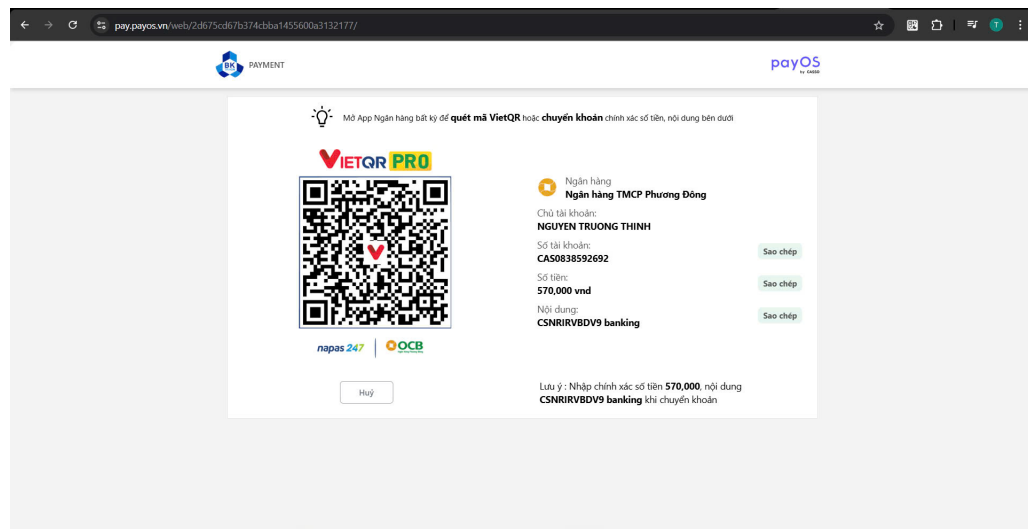 pay.payos.vn/web/2d675cd67b374cbba1455600a3132177/
T
BK
PAYMENT
payOS
by CASSO
Mở App Ngân hàng bất kỳ để quét mã VietQR hoặc chuyển khoản chính xác số tiền, nội dung bên dưới
VIETQR PRO
Ngân hàng
Ngân hàng TMCP Phương Đông
Chủ tài khoản:
NGUYEN TRUONG THINH
Số tài khoản:
CAS0838592692
Sao chép
Số tiền:
570,000 vnd
Sao chép
Nội dung:
CSNRIRVBDV9 banking
Sao chép
napas 247
OCB
Huỷ
Lưu ý : Nhập chính xác số tiền 570,000, nội dung
CSNRIRVBDV9 banking khi chuyển khoản